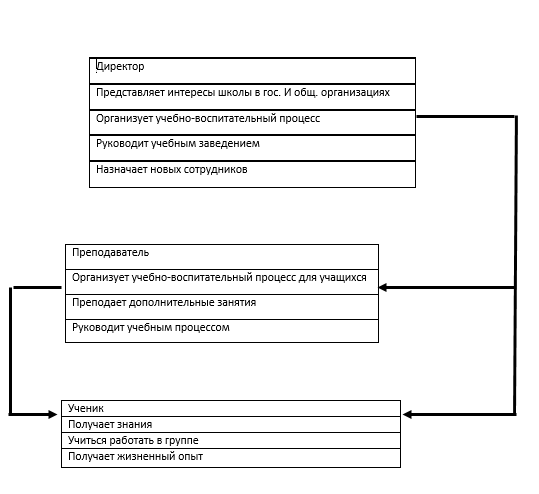 Директор
Представляет интересы школы в гос. И общ. организациях
Организует учебно-воспитательный процесс
Руководит учебным заведением
Назначает новых сотрудников
Преподаватель
Организует учебно-воспитательный процесс для учащихся
Преподает дополнительные занятия
Руководит учебным процессом
Ученик
Получает знания
Учиться работать в группе
Получает жизненный опыт